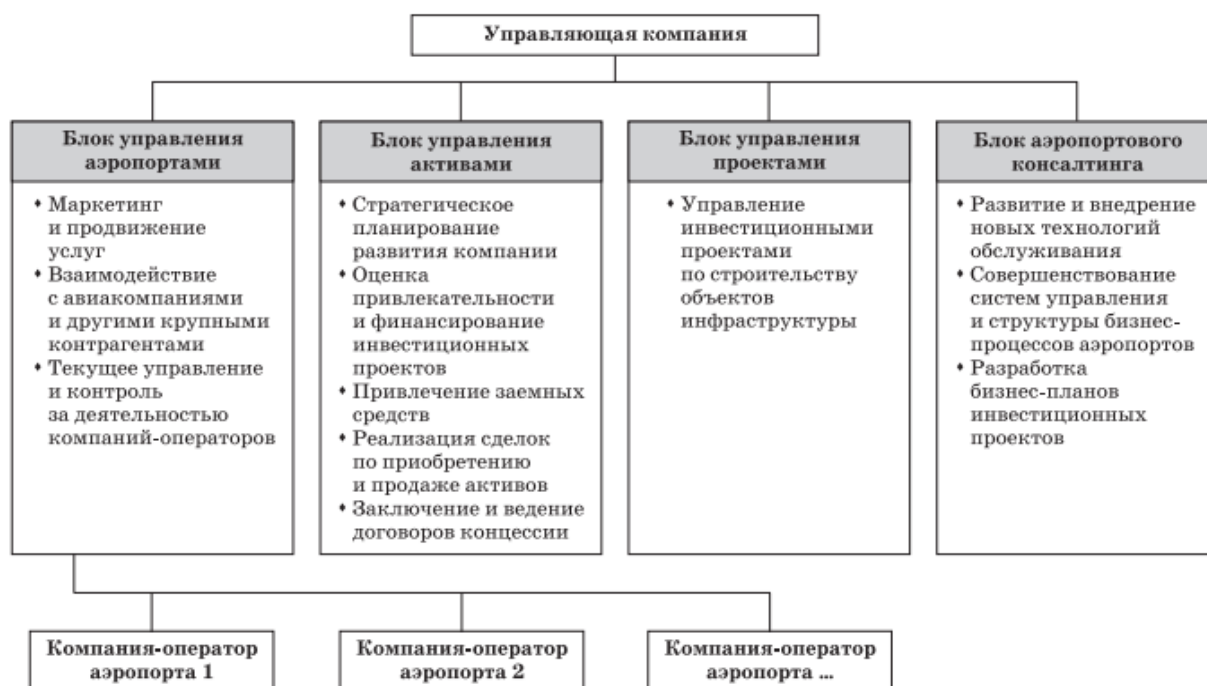 Управляющая компания
Блок управления
аэропортами
♦ Маркетинг
и продвижение
услуг
♦ Взаимодействие
с авиакомпаниями
и другими крупными
контрагентами
♦ Текущее управление
и контроль
за деятельностью
компаний-операторов
Блок управления
активами
♦ Стратегическое
планирование
развития компании
♦ Оценка
привлекательности
и финансирование
инвестиционных
проектов
♦ Привлечение заемных
средств
♦ Реализация сделок
по приобретению
и продаже активов
♦ Заключение и ведение
договоров концессии
Блок управления
проектами
♦ Управление
инвестиционными
проектами
по строительству
объектов
инфраструктуры
Блок аэропортового
консалтинга
♦ Развитие и внедрение
новых технологий
обслуживания
♦ Совершенствование
систем управления
и структуры бизнес-
процессов аэропортов
♦ Разработка
бизнес-планов
инвестиционных
проектов
Компания-оператор
аэропорта 1
Компания-оператор
аэропорта 2
Компания-оператор
аэропорта ...